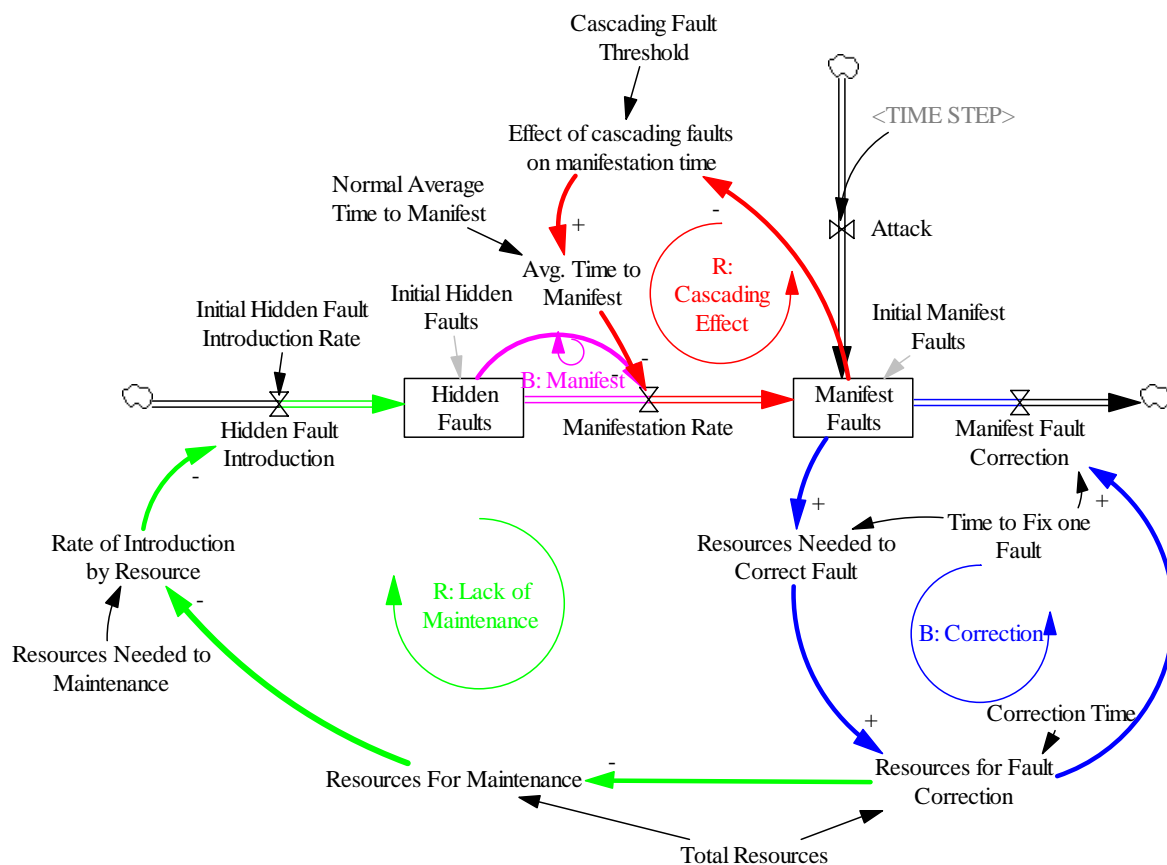 Cascading Fault
Threshold
<TIME STEP>
Effect of cascading faults
on manifestation time
Normal Average
Time to Manifest
-
+
Attack
R:
Cascading
Effect
Avg. Time to
Manifest
Initial Hidden
Faults
Initial Hidden Fault
Introduction Rate
Initial Manifest
Faults
-
B: Manifest
-
Hidden
Faults
Manifest
Faults
Hidden Fault
Introduction
Manifestation Rate
Manifest Fault
Correction
-
+
+
Rate of Introduction
by Resource
Resources Needed to
Correct Fault
Time to Fix one
Fault
-
R: Lack of
Maintenance
B: Correction
Resources Needed to
Maintenance
Correction Time
+
-
Resources For Maintenance
Resources for Fault
Correction
Total Resources